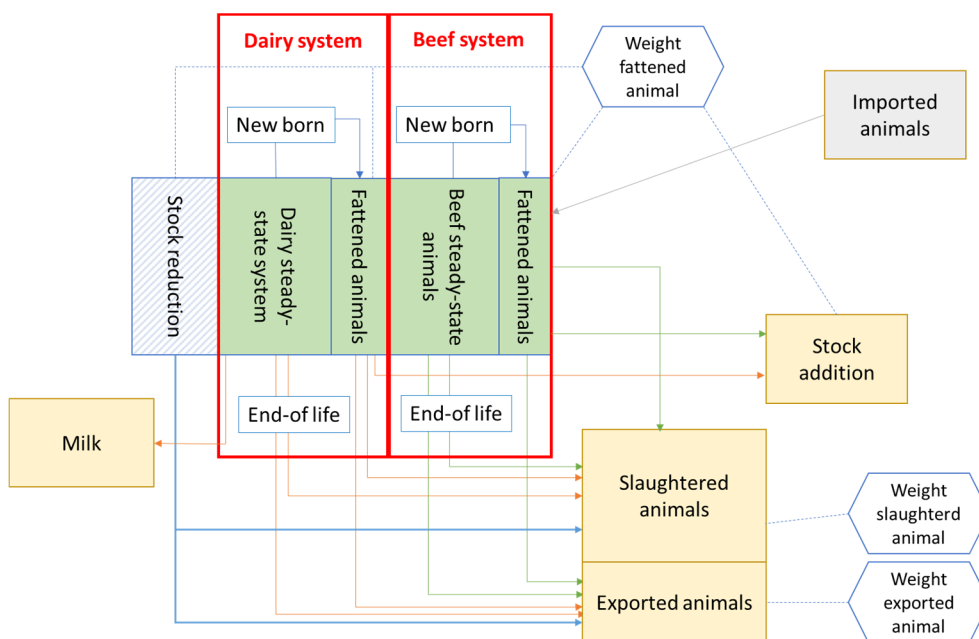 Dairy system
Beef system
Weight
fattened
animal
Imported
animals
New born
New born
Stock reduction
Dairy steady-
state system
Fattened animals
Beef steady-state
animals
Fattened animals
Stock
addition
End-of life
End-of life
Milk
Slaughtered
animals
Weight
slaughterd
animal
Exported animals
Weight
exported
animal